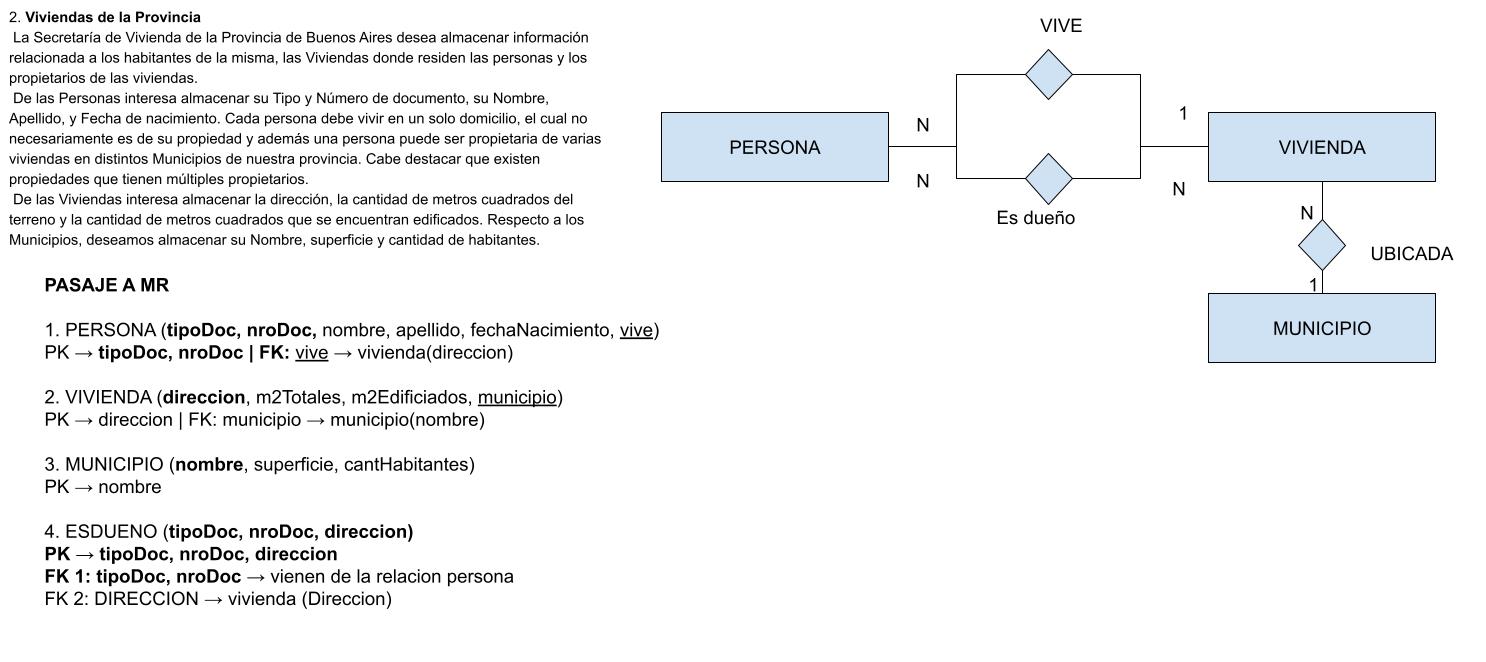 2. Viviendas de la Provincia
La Secretaría de Vivienda de la Provincia de Buenos Aires desea almacenar información
relacionada a los habitantes de la misma, las Viviendas donde residen las personas y los
propietarios de las viviendas.
De las Personas interesa almacenar su Tipo y Número de documento, su Nombre,
Apellido, y Fecha de nacimiento. Cada persona debe vivir en un solo domicilio, el cual no
necesariamente es de su propiedad y además una persona puede ser propietaria de varias
viviendas en distintos Municipios de nuestra provincia. Cabe destacar que existen
propiedades que tienen múltiples propietarios.
De las Viviendas interesa almacenar la dirección, la cantidad de metros cuadrados del
terreno y la cantidad de metros cuadrados que se encuentran edificados. Respecto a los
Municipios, deseamos almacenar su Nombre, superficie y cantidad de habitantes.
VIVE
N
1
PERSONA
VIVIENDA
N
N
Es dueño
N
UBICADA
1
MUNICIPIO
PASAJE A MR
1. PERSONA (tipoDoc, nroDoc, nombre, apellido, fechaNacimiento, vive)
PK → tipoDoc, nroDoc | FK: vive → vivienda(direccion)
2. VIVIENDA (direccion, m2Totales, m2Edificiados, municipio)
PK → direccion | FK: municipio → municipio(nombre)
3. MUNICIPIO (nombre, superficie, cantHabitantes)
PK → nombre
4. ESDUENO (tipoDoc, nroDoc, direccion)
PK → tipoDoc, nroDoc, direccion
FK 1: tipoDoc, nroDoc → vienen de la relacion persona
FK 2: DIRECCION → vivienda (Direccion)